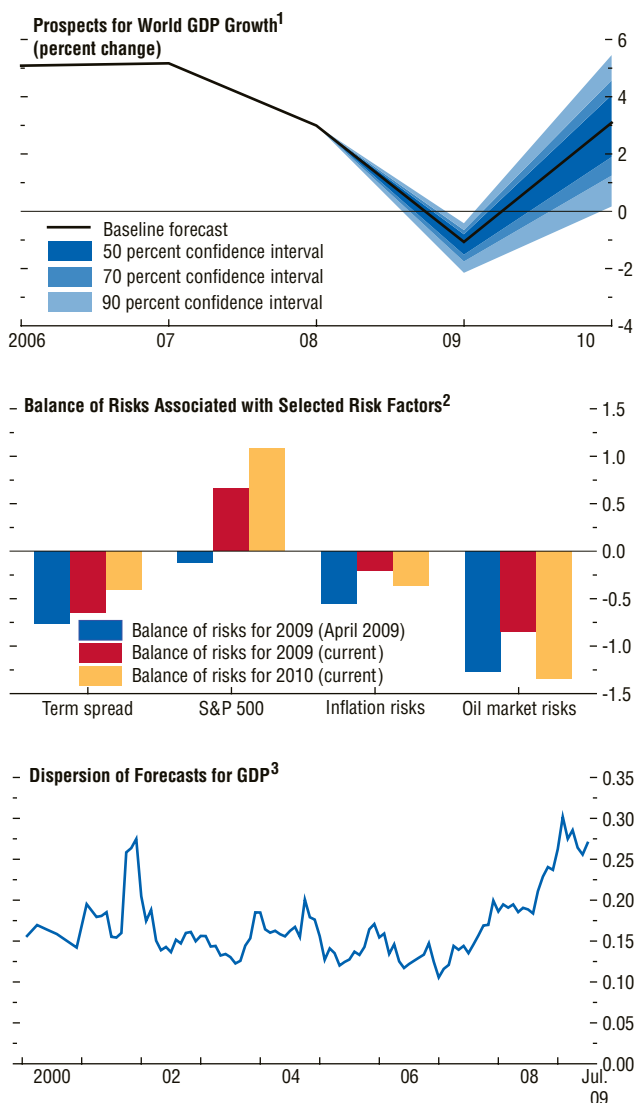 Prospects for World GDP Growth1
(percent change)
6
4
2
0
-2
-4
Baseline forecast
50 percent confidence interval
70 percent confidence interval
90 percent confidence interval
2006 07 08 09 10
Balance of Risks Associated with Selected Risk Factors2
1.5
1.0
0.5
0.0
-0.5
-1.0
-1.5
Balance of risks for 2009 (April 2009)
Balance of risks for 2009 (current)
Balance of risks for 2010 (current)
Term spread S&P 500 Inflation risks Oil market risks
Dispersion of Forecasts for GDP3
0.35
0.30
0.25
0.20
0.15
0.10
0.05
0.00
2000 02 04 06 08 Jul.
09